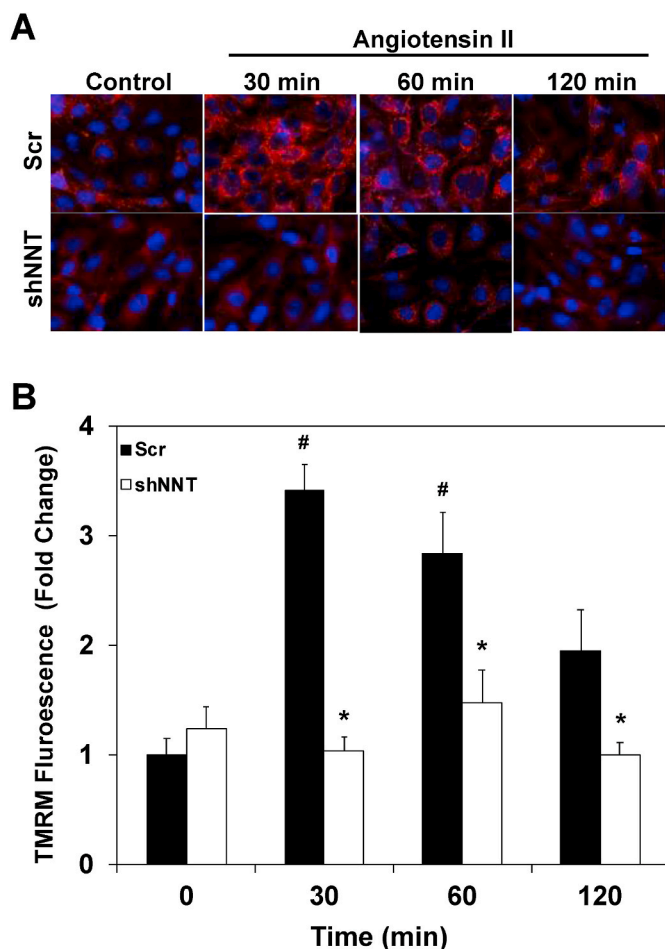 A
Angiotensin II
Control 30 min 60 min 120 min
Scr
shNNT
B
TMRM Fluroescence (Fold Change)
4
3
2
1
0
Scr
shNNT
#
#
*
*
*
0 30 60 120
Time (min)